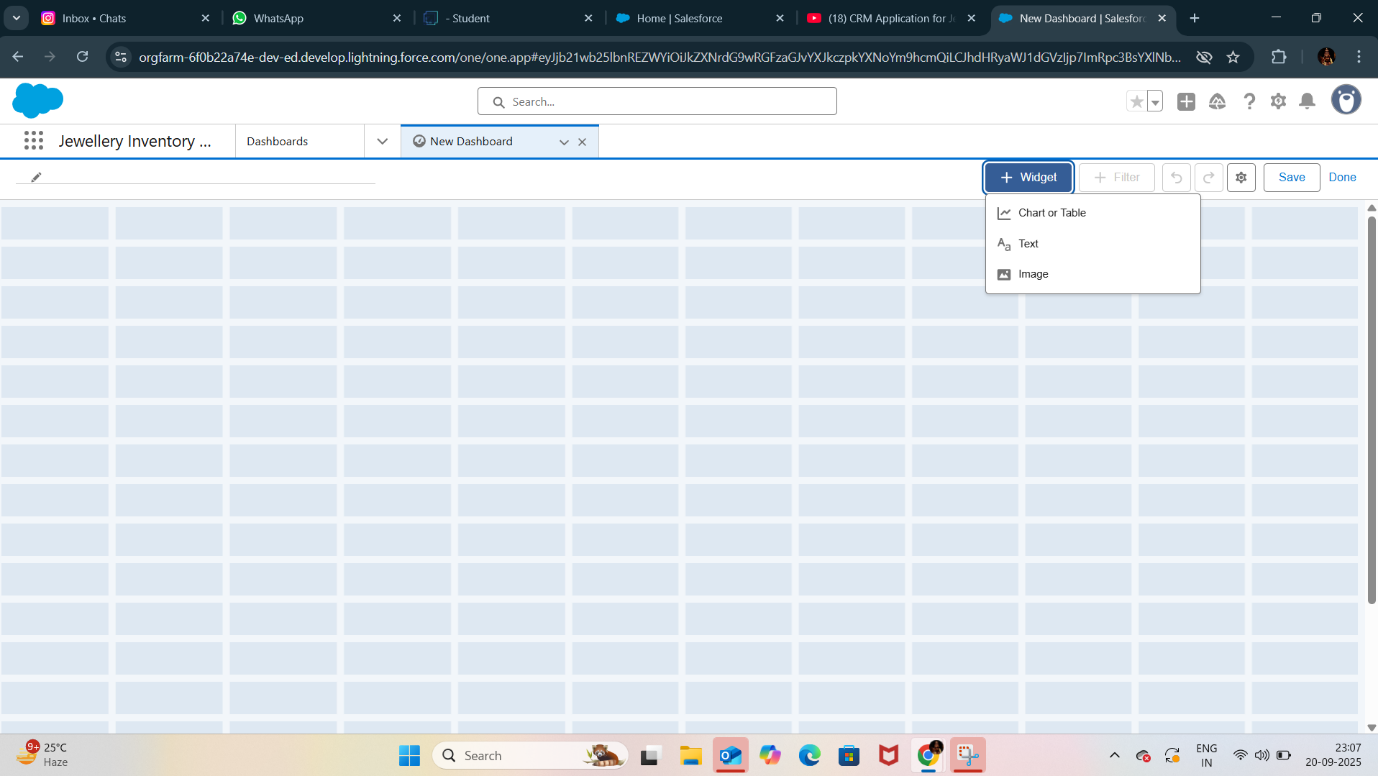 Inbox • Chats
WhatsApp
- Student
Home | Salesforce
(18) CRM Application for
New Dashboard | Salesforc
orgfarm-6f0b22a74e-dev-ed.develop.lightning.force.com/one/one.app#
Search...
Jewellery Inventory ...
Dashboards
New Dashboard
Widget
Filter
Save
Done
Chart or Table
Text
Image
9+
25°C
Haze
Search
ENG
IN
23:07
20-09-2025